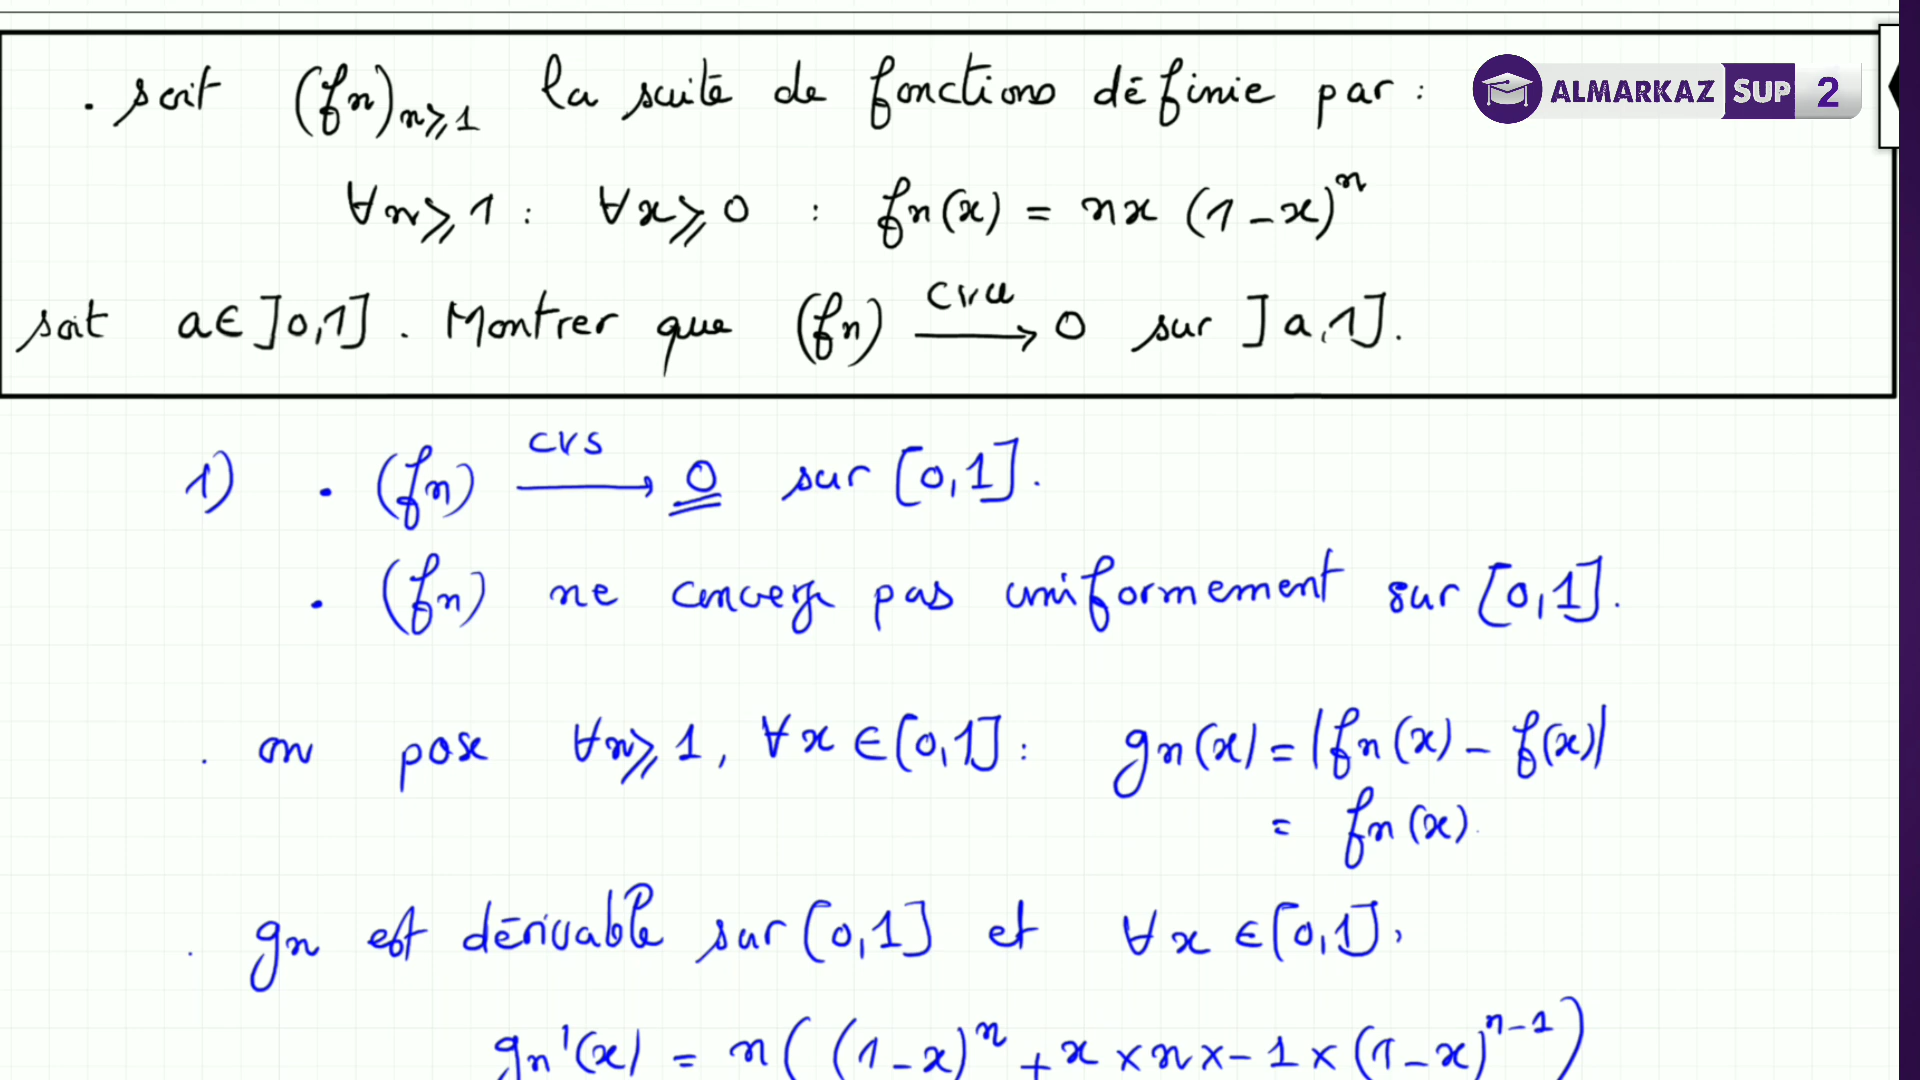 . soit (fn)n⩾1 la suite de fonctions définie par :
ALMARKAZ SUP 2
∀n⩾1 : ∀x⩾0 : fn(x) = nx (1-x)^n
soit a∈]0,1] . Montrer que (fn) —cvu→ 0 sur ]a,1].
1) . (fn) —cvs→ 0 sur [0,1].
. (fn) ne converge pas uniformement sur [0,1].
. on pose ∀n⩾1, ∀x∈[0,1] : gn(x) = |fn(x) - f(x)|
= fn(x).
. gn est dérivable sur [0,1] et ∀x∈[0,1],
gn'(x) = n((1-x)^n + x×n×-1×(1-x)^n-1)